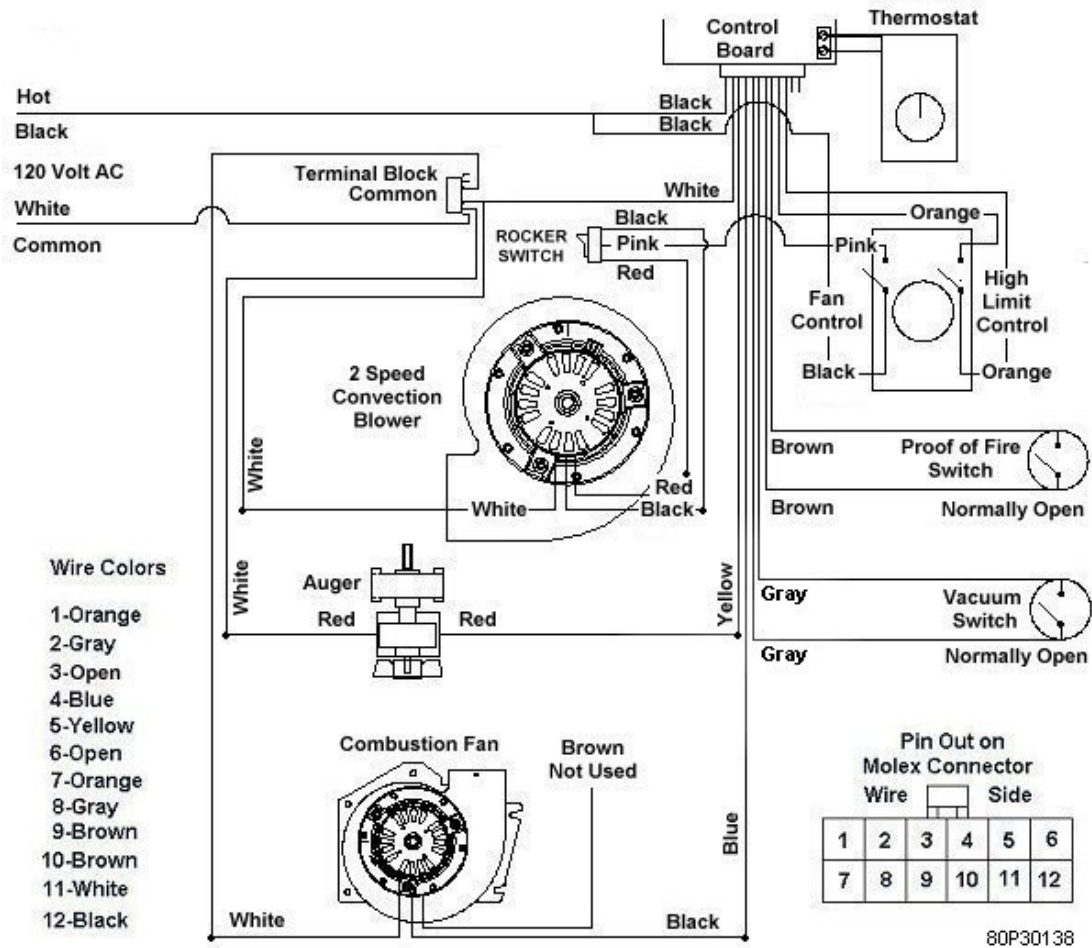 Control
Board
Thermostat
Hot
Black
Black
Black
120 Volt AC
Terminal Block
Common
White
White
Common
Black
ROCKER
SWITCH
Pink
Red
Orange
Pink
Fan
Control
High
Limit
Control
Black
Orange
2 Speed
Convection
Blower
White
White
Red
Black
Brown
Proof of Fire
Switch
Brown
Normally Open
Wire Colors
1-Orange
2-Gray
3-Open
4-Blue
5-Yellow
6-Open
7-Orange
8-Gray
9-Brown
10-Brown
11-White
12-Black
White
Auger
Red
Red
Yellow
Gray
Vacuum
Switch
Gray
Normally Open
Combustion Fan
Brown
Not Used
Blue
White
Black
Pin Out on
Molex Connector
Wire Side
1 2 3 4 5 6
7 8 9 10 11 12
80P30138